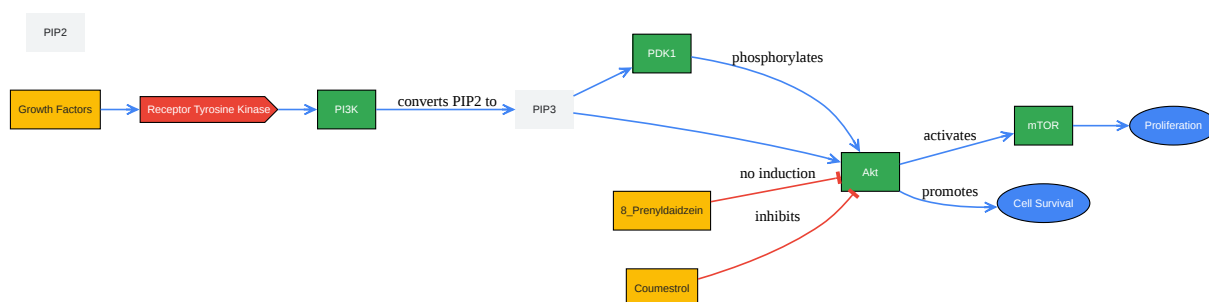 PIP2
Growth Factors
Receptor Tyrosine Kinase
PI3K
converts PIP2 to
PIP3
PDK1
phosphorylates
no induction
8_Prenyldaidzein
inhibits
Coumestrol
Akt
activates
promotes
mTOR
Proliferation
Cell Survival